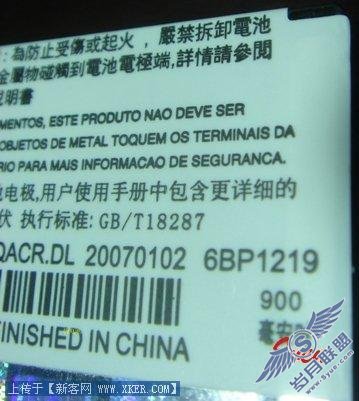 :為防止受傷或起火，嚴禁拆卸電池
金屬物碰觸到電池電極端,詳情請參閱
說明書
MENTOS, ESTE PRODUTO NAO DEVE SER
OBJETOS DE METAL TOQUEM OS TERMINAIS DA
RIO PARA MAIS INFORMACAO DE SEGURANCA.
电极,用户使用手册中包含更详细的
伏 执行标准:GB/T18287
QACR.DL 20070102 6BP1219
900
毫安
FINISHED IN CHINA
上传于【新客网 www.xker.com】
岁月联盟
www.Syue.com